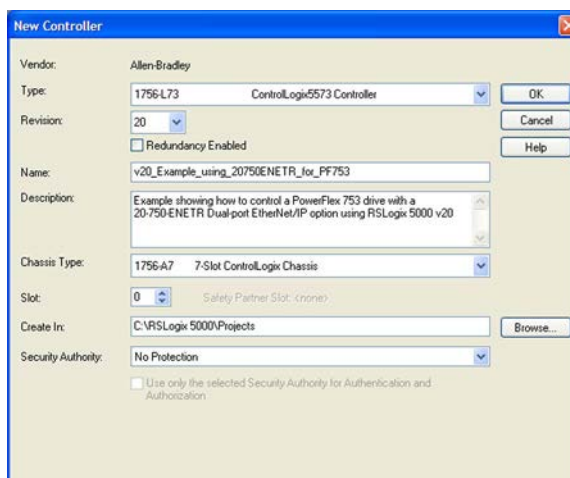 New Controller
Vendor: Allen-Bradley
Type: 1756-L73 ControlLogix5573 Controller OK
Revision: 20 Cancel
Redundancy Enabled Help
Name: v20_Example_using_20750ENETR_for_PF753
Description: Example showing how to control a PowerFlex 753 drive with a
20-750-ENETR Dual-port EtherNet/IP option using RSLogix 5000 v20
Chassis Type: 1756-A7 7-Slot ControlLogix Chassis
Slot: 0 Safety Partner Slot: <none>
Create In: C:\RSLogix 5000\Projects Browse...
Security Authority: No Protection
Use only the selected Security Authority for Authentication and
Authorization